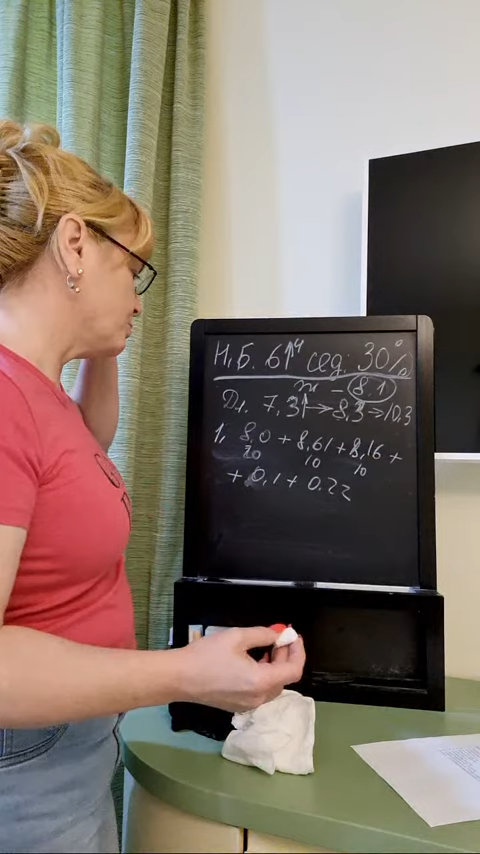 Н.Б. 6↑ч сед. 30%
ж - 8.1
Д1. 7,3↑→8,3→10,3
1, 8,0 + 8,61 + 8,16 +
20 10 10
+ 0,1 + 0.22